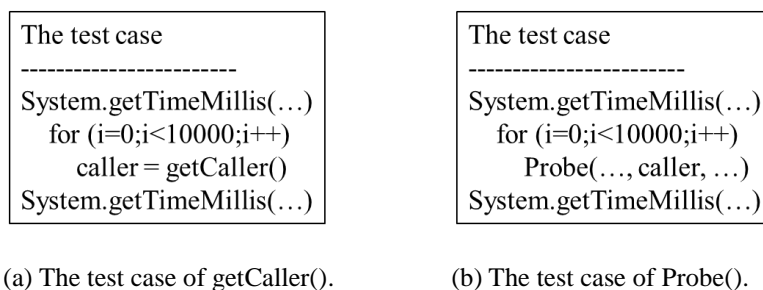 The test case
------------------------
System.getTimeMillis(…)
for (i=0;i<10000;i++)
caller = getCaller()
System.getTimeMillis(…)
(a) The test case of getCaller().
The test case
------------------------
System.getTimeMillis(…)
for (i=0;i<10000;i++)
Probe(…, caller, …)
System.getTimeMillis(…)
(b) The test case of Probe().